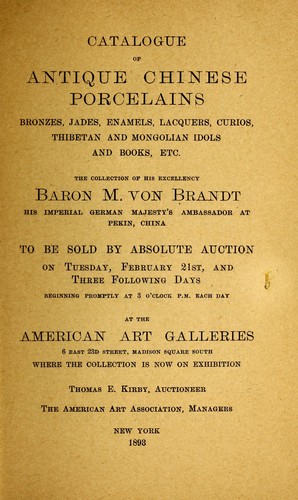 CATALOGUE
OF
ANTIQUE CHINESE
PORCELAINS
BRONZES, JADES, ENAMELS, LACQUERS, CURIOS,
THIBETAN AND MONGOLIAN IDOLS
AND BOOKS, ETC.
THE COLLECTION OF HIS EXCELLENCY
BARON M. VON BRANDT
HIS IMPERIAL GERMAN MAJESTY'S AMBASSADOR AT
PEKIN, CHINA
TO BE SOLD BY ABSOLUTE AUCTION
ON TUESDAY, FEBRUARY 21ST, AND
THREE FOLLOWING DAYS
BEGINNING PROMPTLY AT 3 O'CLOCK P.M. EACH DAY
AT THE
AMERICAN ART GALLERIES
6 EAST 23D STREET, MADISON SQUARE SOUTH
WHERE THE COLLECTION IS NOW ON EXHIBITION
THOMAS E. KIRBY, AUCTIONEER
THE AMERICAN ART ASSOCIATION, MANAGERS
NEW YORK
1893